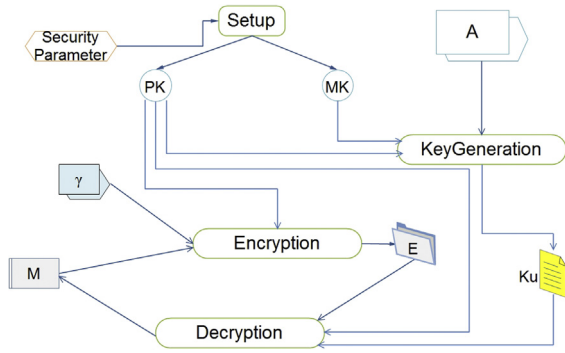 Setup
Security
Parameter
A
PK
MK
KeyGeneration
γ
Encryption
E
M
Ku
Decryption